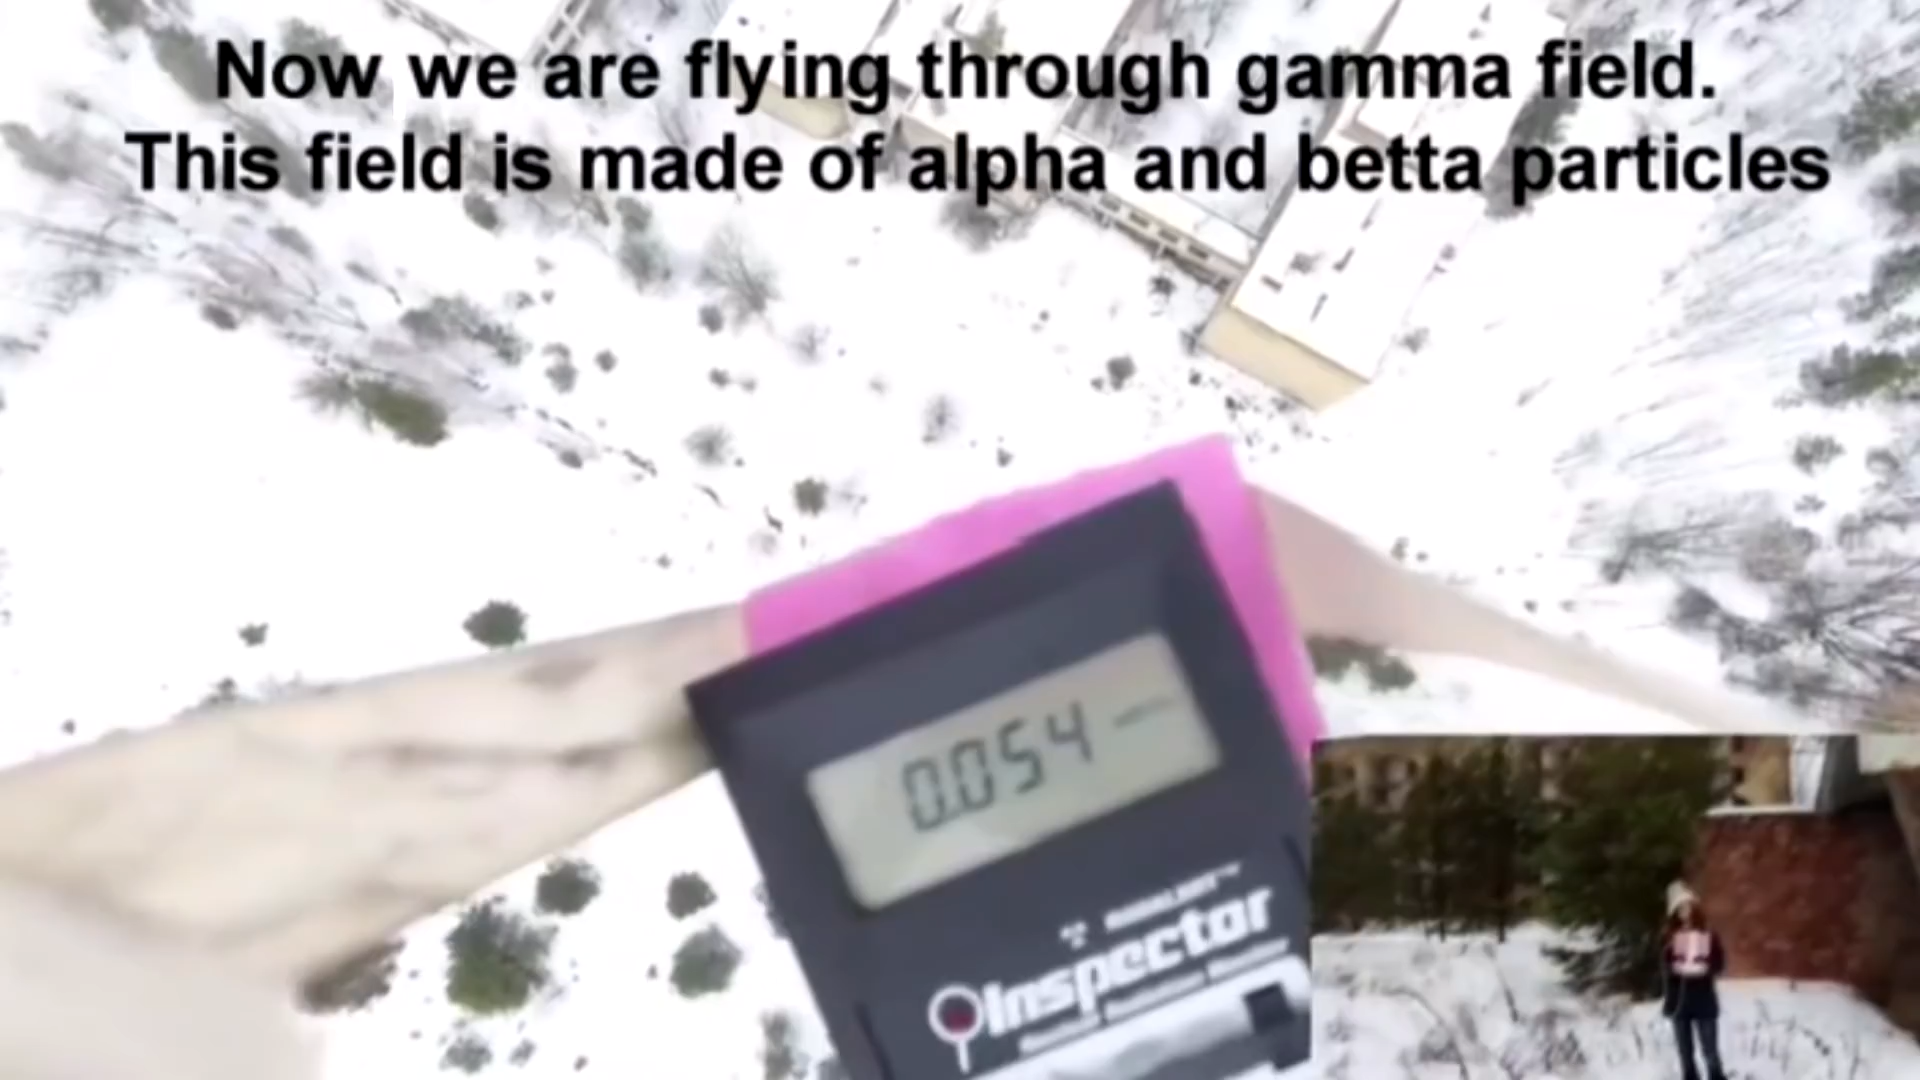 Now we are flying through gamma field.
This field is made of alpha and betta particles
0.054
Inspector